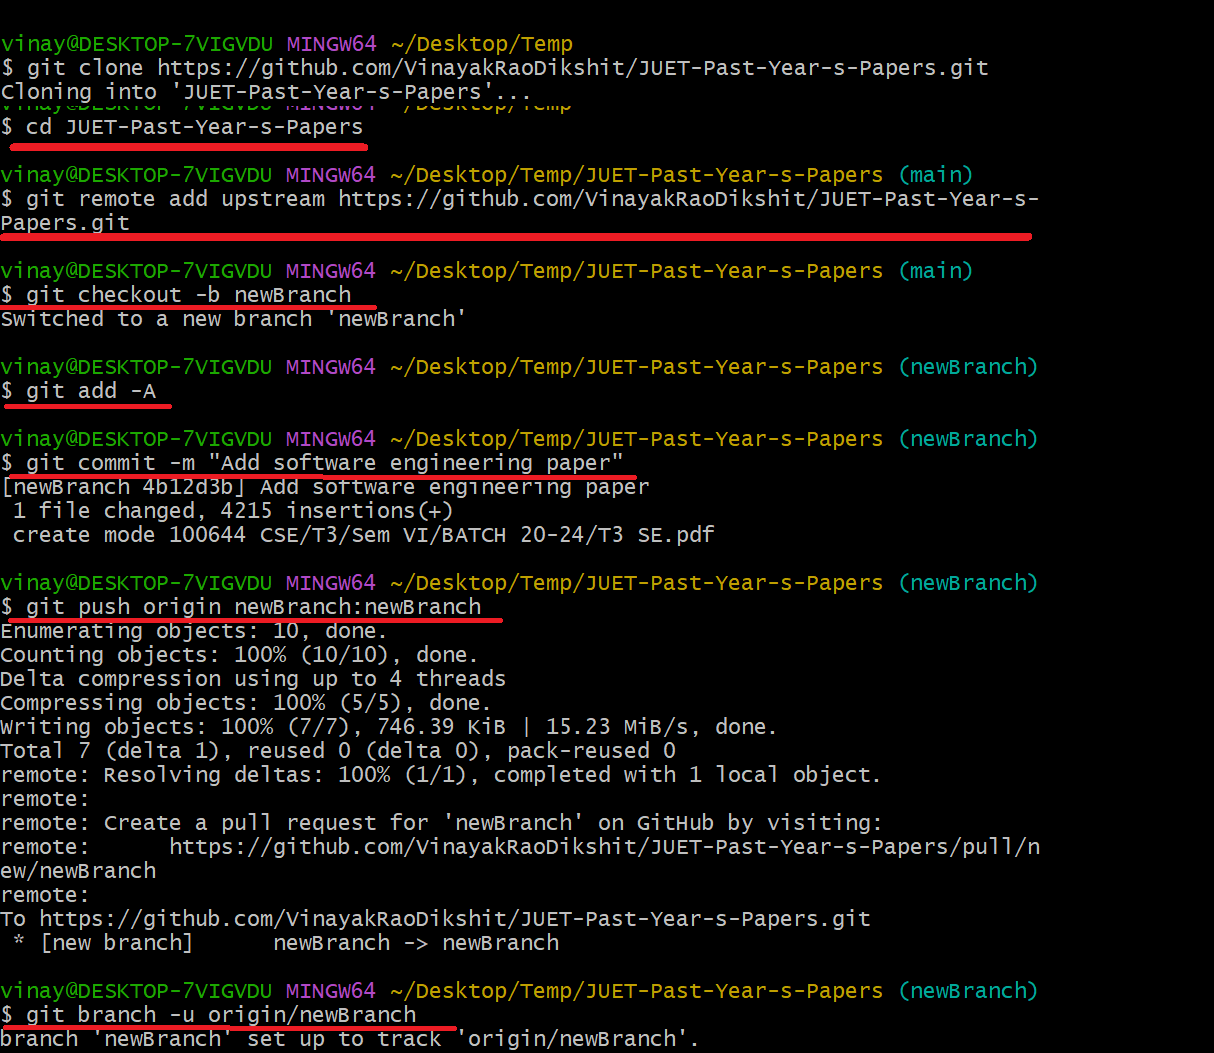 vinay@DESKTOP-7VIGVDU MINGW64 ~/Desktop/Temp
$ git clone https://github.com/VinayakRaoDikshit/JUET-Past-Year-s-Papers.git
Cloning into 'JUET-Past-Year-s-Papers'...
vinay@DESKTOP-7VIGVDU MINGW64 ~/Desktop/Temp
$ cd JUET-Past-Year-s-Papers
vinay@DESKTOP-7VIGVDU MINGW64 ~/Desktop/Temp/JUET-Past-Year-s-Papers (main)
$ git remote add upstream https://github.com/VinayakRaoDikshit/JUET-Past-Year-s-
Papers.git
vinay@DESKTOP-7VIGVDU MINGW64 ~/Desktop/Temp/JUET-Past-Year-s-Papers (main)
$ git checkout -b newBranch
Switched to a new branch 'newBranch'
vinay@DESKTOP-7VIGVDU MINGW64 ~/Desktop/Temp/JUET-Past-Year-s-Papers (newBranch)
$ git add -A
vinay@DESKTOP-7VIGVDU MINGW64 ~/Desktop/Temp/JUET-Past-Year-s-Papers (newBranch)
$ git commit -m "Add software engineering paper"
[newBranch 4b12d3b] Add software engineering paper
 1 file changed, 4215 insertions(+)
 create mode 100644 CSE/T3/Sem VI/BATCH 20-24/T3 SE.pdf
vinay@DESKTOP-7VIGVDU MINGW64 ~/Desktop/Temp/JUET-Past-Year-s-Papers (newBranch)
$ git push origin newBranch:newBranch
Enumerating objects: 10, done.
Counting objects: 100% (10/10), done.
Delta compression using up to 4 threads
Compressing objects: 100% (5/5), done.
Writing objects: 100% (7/7), 746.39 KiB | 15.23 MiB/s, done.
Total 7 (delta 1), reused 0 (delta 0), pack-reused 0
remote: Resolving deltas: 100% (1/1), completed with 1 local object.
remote:
remote: Create a pull request for 'newBranch' on GitHub by visiting:
remote:      https://github.com/VinayakRaoDikshit/JUET-Past-Year-s-Papers/pull/n
ew/newBranch
remote:
To https://github.com/VinayakRaoDikshit/JUET-Past-Year-s-Papers.git
 * [new branch]      newBranch -> newBranch
vinay@DESKTOP-7VIGVDU MINGW64 ~/Desktop/Temp/JUET-Past-Year-s-Papers (newBranch)
$ git branch -u origin/newBranch
branch 'newBranch' set up to track 'origin/newBranch'.